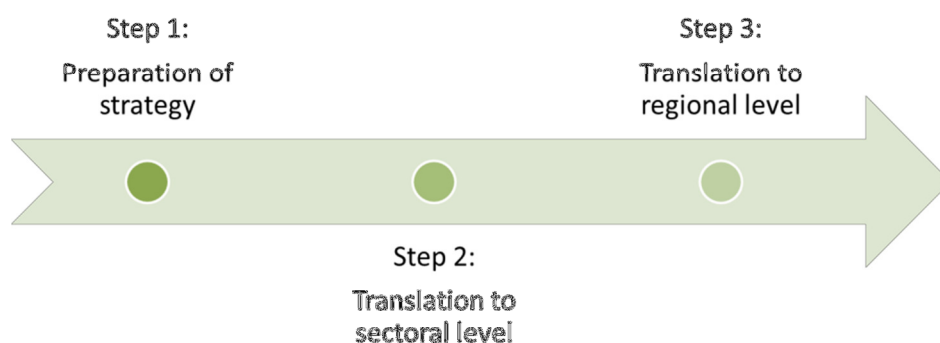 Step 1:
Preparation of
strategy
Step 2:
Translation to
sectoral level
Step 3:
Translation to
regional level